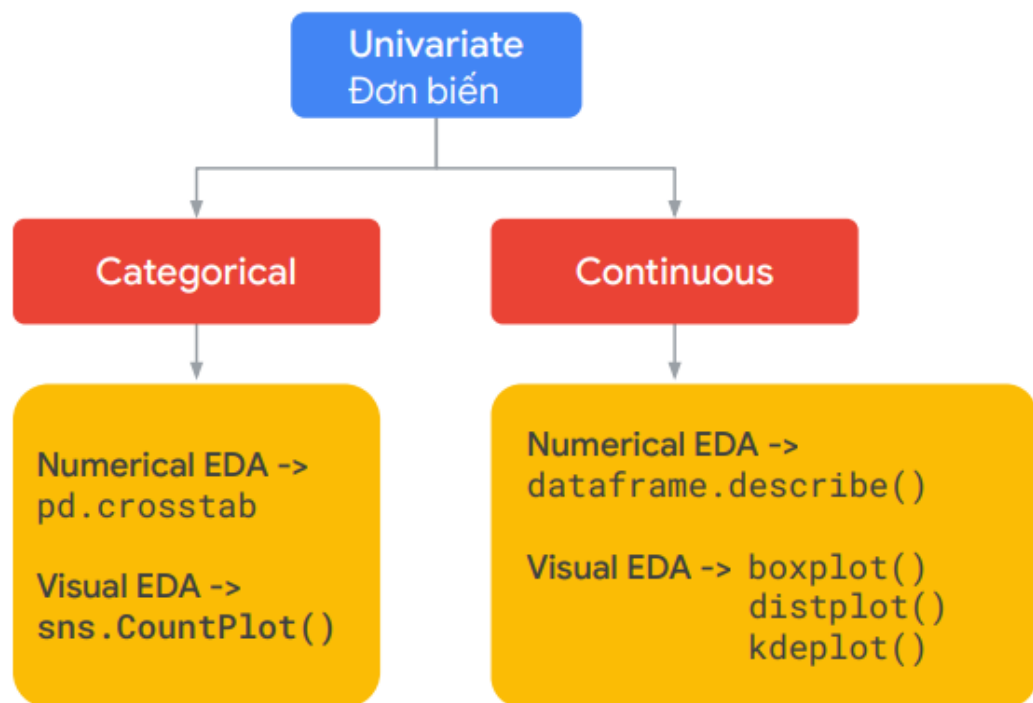 Univariate
Đơn biến
Categorical
Continuous
Numerical EDA ->
pd.crosstab
Visual EDA ->
sns.CountPlot()
Numerical EDA ->
dataframe.describe()
Visual EDA -> boxplot()
distplot()
kdeplot()